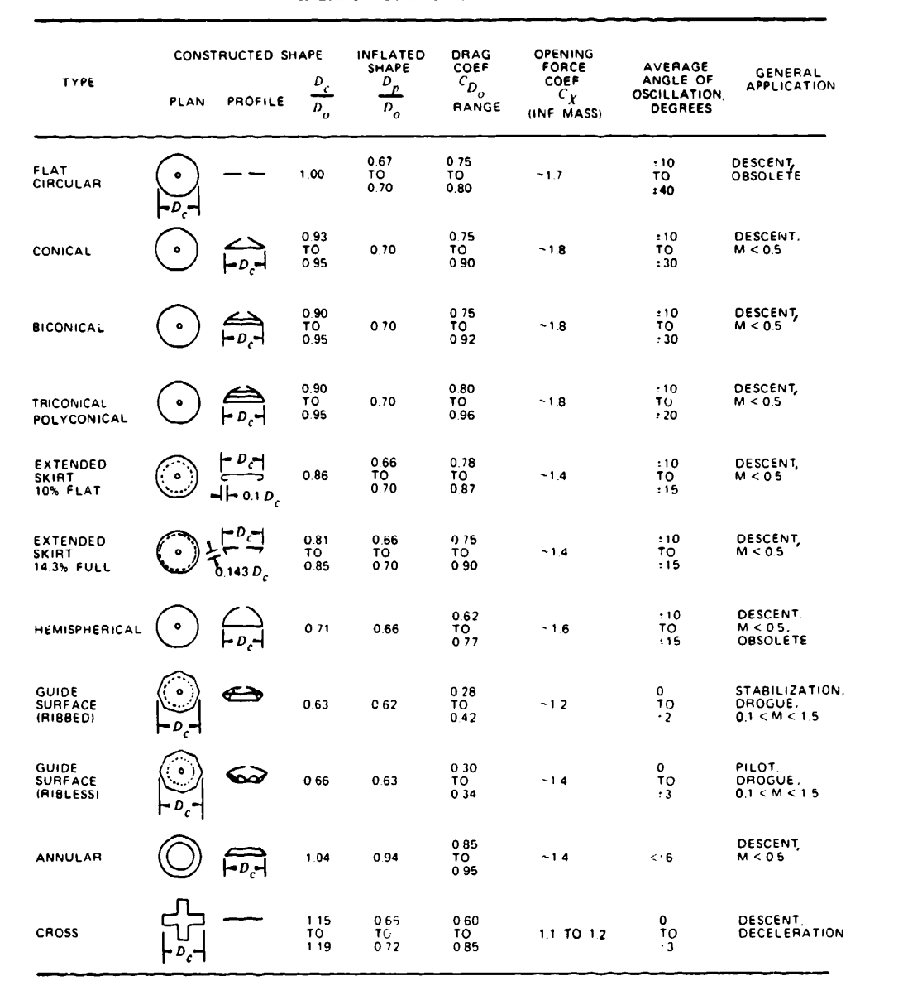 TYPE
CONSTRUCTED SHAPE
PLAN
PROFILE
D_c / D_o
INFLATED SHAPE
D_p / D_o
DRAG COEF
C_D_o
RANGE
OPENING FORCE COEF
C_X
(INF MASS)
AVERAGE ANGLE OF OSCILLATION, DEGREES
GENERAL APPLICATION
FLAT CIRCULAR
D_c
1.00
0.67 TO 0.70
0.75 TO 0.80
~1.7
±10 TO ±40
DESCENT, OBSOLETE
CONICAL
D_c
0.93 TO 0.95
0.70
0.75 TO 0.90
~1.8
±10 TO ±30
DESCENT, M < 0.5
BICONICAL
D_c
0.90 TO 0.95
0.70
0.75 TO 0.92
~1.8
±10 TO ±30
DESCENT, M < 0.5
TRICONICAL POLYCONICAL
D_c
0.90 TO 0.95
0.70
0.80 TO 0.96
~1.8
±10 TO ±20
DESCENT, M < 0.5
EXTENDED SKIRT 10% FLAT
D_c
0.1 D_c
0.86
0.66 TO 0.70
0.78 TO 0.87
~1.4
±10 TO ±15
DESCENT, M < 0.5
EXTENDED SKIRT 14.3% FULL
D_c
0.143 D_c
0.81 TO 0.85
0.66 TO 0.70
0.75 TO 0.90
~1.4
±10 TO ±15
DESCENT, M < 0.5
HEMISPHERICAL
D_c
0.71
0.66
0.62 TO 0.77
~1.6
±10 TO ±15
DESCENT, M < 0.5, OBSOLETE
GUIDE SURFACE (RIBBED)
D_c
0.63
0.62
0.28 TO 0.42
~1.2
0 TO ±2
STABILIZATION, DROGUE, 0.1 < M < 1.5
GUIDE SURFACE (RIBLESS)
D_c
0.66
0.63
0.30 TO 0.34
~1.4
0 TO ±3
PILOT, DROGUE, 0.1 < M < 1.5
ANNULAR
D_c
1.04
0.94
0.85 TO 0.95
~1.4
<±6
DESCENT, M < 0.5
CROSS
D_c
1.15 TO 1.19
0.66 TO 0.72
0.60 TO 0.85
1.1 TO 1.2
0 TO ±3
DESCENT, DECELERATION